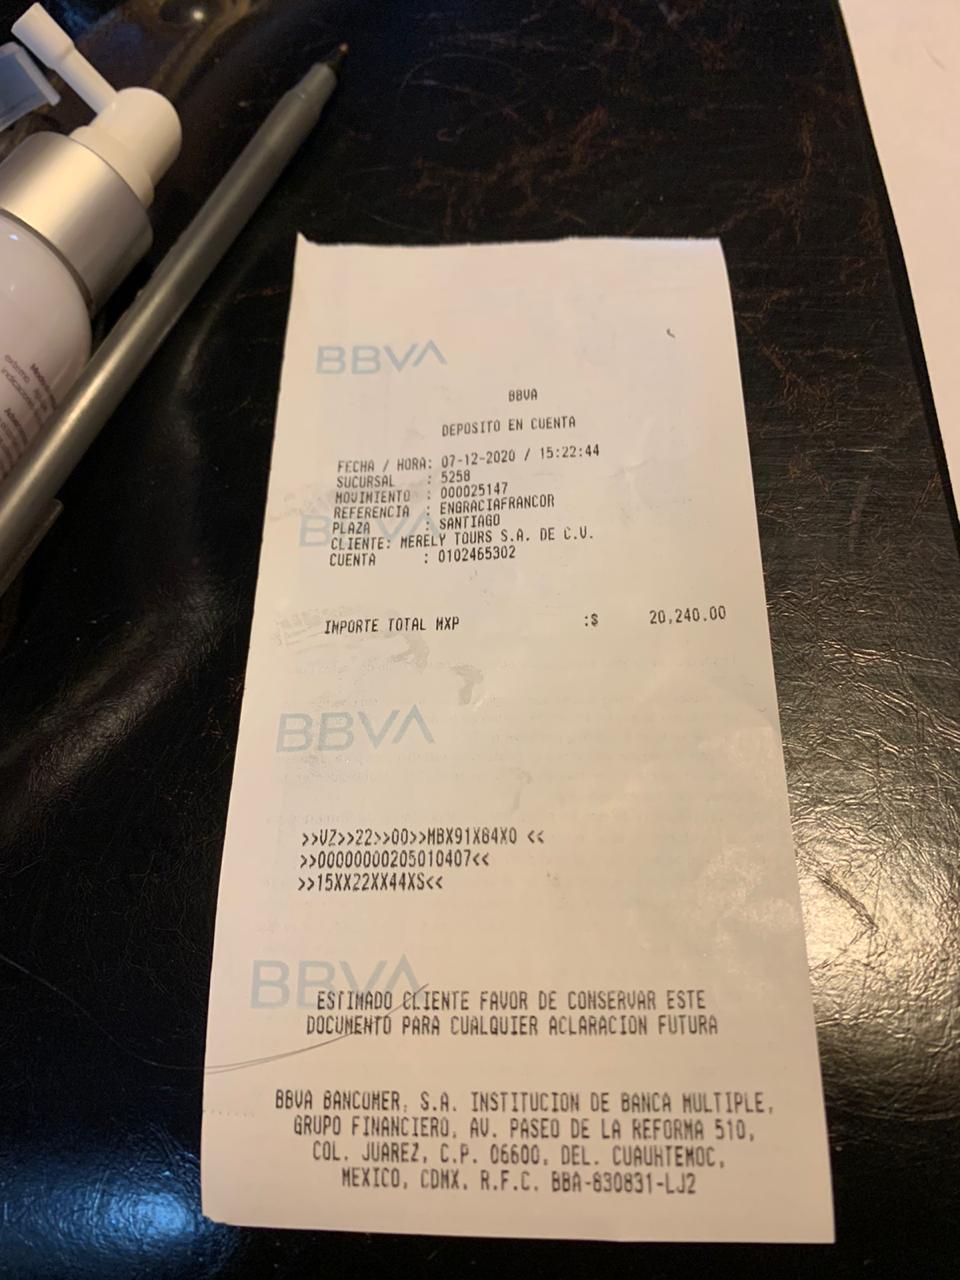 BBVA
BBVA
DEPOSITO EN CUENTA
FECHA / HORA: 07-12-2020 / 15:22:44
SUCURSAL : 5258
MOVIMIENTO : 000025147
REFERENCIA : ENGRACIAFRANCOR
PLAZA : SANTIAGO
BBVA
CLIENTE: MERELY TOURS S.A. DE C.V.
CUENTA : 0102465302
IMPORTE TOTAL MXP :$ 20,240.00
BBVA
>>VZ>>22>>00>>MBX91X84XO <<
>>00000000205010407<<
>>15XX22XX44XS<<
BBVA
ESTIMADO CLIENTE FAVOR DE CONSERVAR ESTE
DOCUMENTO PARA CUALQUIER ACLARACION FUTURA
BBVA BANCOMER, S.A. INSTITUCION DE BANCA MULTIPLE,
GRUPO FINANCIERO, AV. PASEO DE LA REFORMA 510,
COL. JUAREZ, C.P. 06600, DEL. CUAUHTEMOC,
MEXICO, CDMX. R.F.C. BBA-830831-LJ2